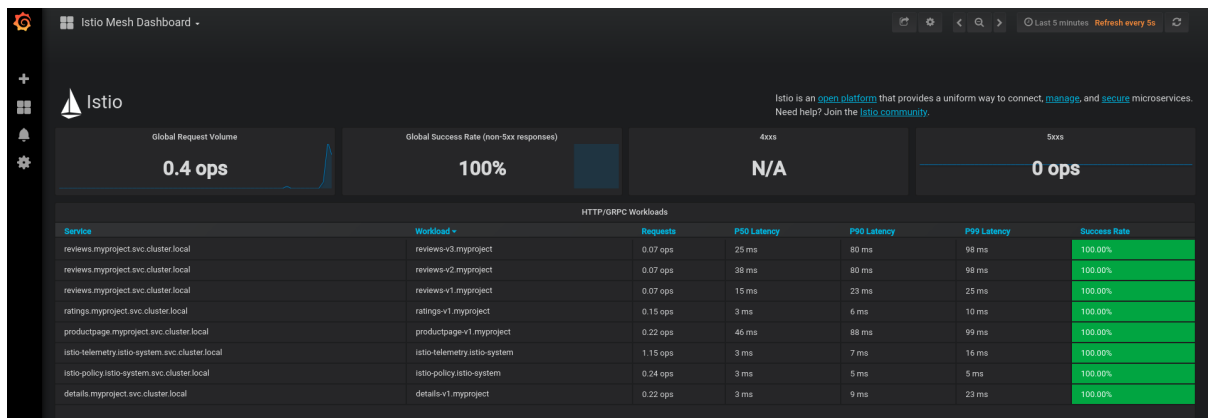 Istio Mesh Dashboard
Last 5 minutes Refresh every 5s
Istio
Istio is an open platform that provides a uniform way to connect, manage, and secure microservices.
Need help? Join the Istio community.
Global Request Volume Global Success Rate (non-5xx responses) 4xxs 5xxs
0.4 ops 100% N/A 0 ops
HTTP/GRPC Workloads
Service Workload Requests P50 Latency P90 Latency P99 Latency Success Rate
reviews.myproject.svc.cluster.local reviews-v3.myproject 0.07 ops 25 ms 80 ms 98 ms 100.00%
reviews.myproject.svc.cluster.local reviews-v2.myproject 0.07 ops 38 ms 80 ms 98 ms 100.00%
reviews.myproject.svc.cluster.local reviews-v1.myproject 0.07 ops 15 ms 23 ms 25 ms 100.00%
ratings.myproject.svc.cluster.local ratings-v1.myproject 0.15 ops 3 ms 6 ms 10 ms 100.00%
productpage.myproject.svc.cluster.local productpage-v1.myproject 0.22 ops 46 ms 88 ms 99 ms 100.00%
istio-telemetry.istio-system.svc.cluster.local istio-telemetry.istio-system 1.15 ops 3 ms 7 ms 16 ms 100.00%
istio-policy.istio-system.svc.cluster.local istio-policy.istio-system 0.24 ops 3 ms 5 ms 5 ms 100.00%
details.myproject.svc.cluster.local details-v1.myproject 0.22 ops 3 ms 9 ms 23 ms 100.00%